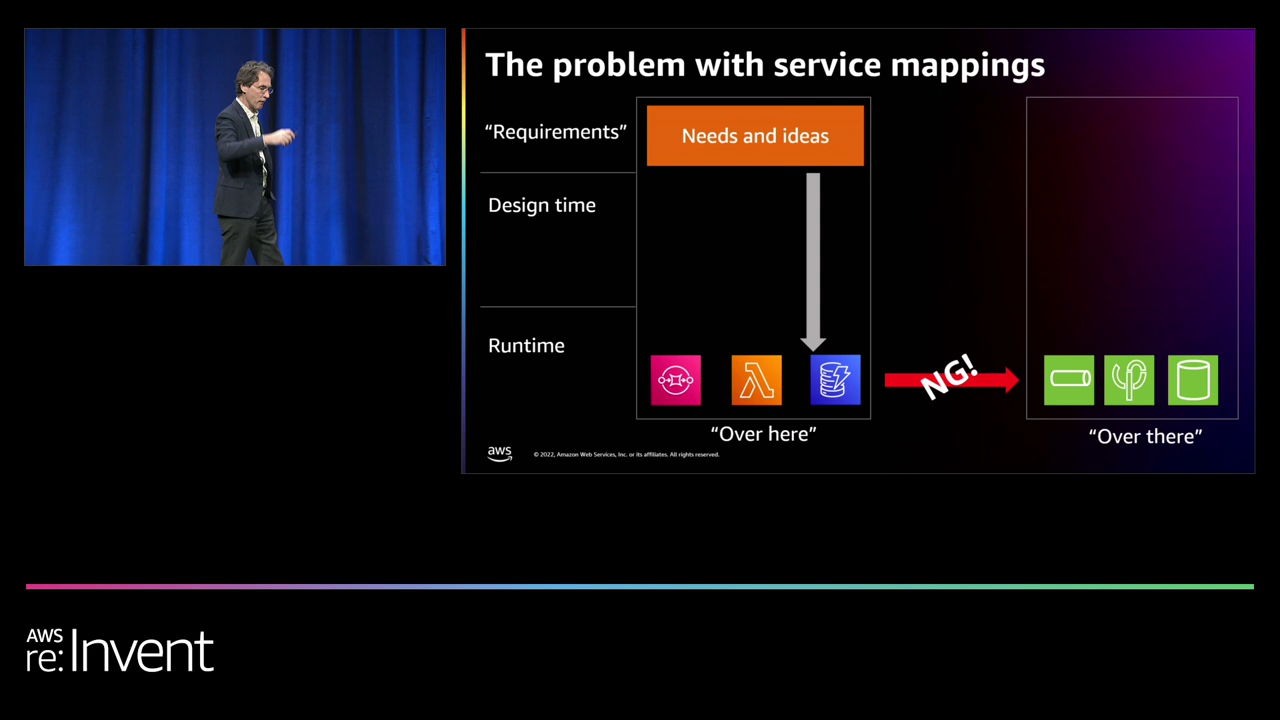 The problem with service mappings
“Requirements”
Needs and ideas
Design time
Runtime
NG!
“Over here”
“Over there”
aws
© 2022, Amazon Web Services, Inc. or its affiliates. All rights reserved.
AWS
re:Invent